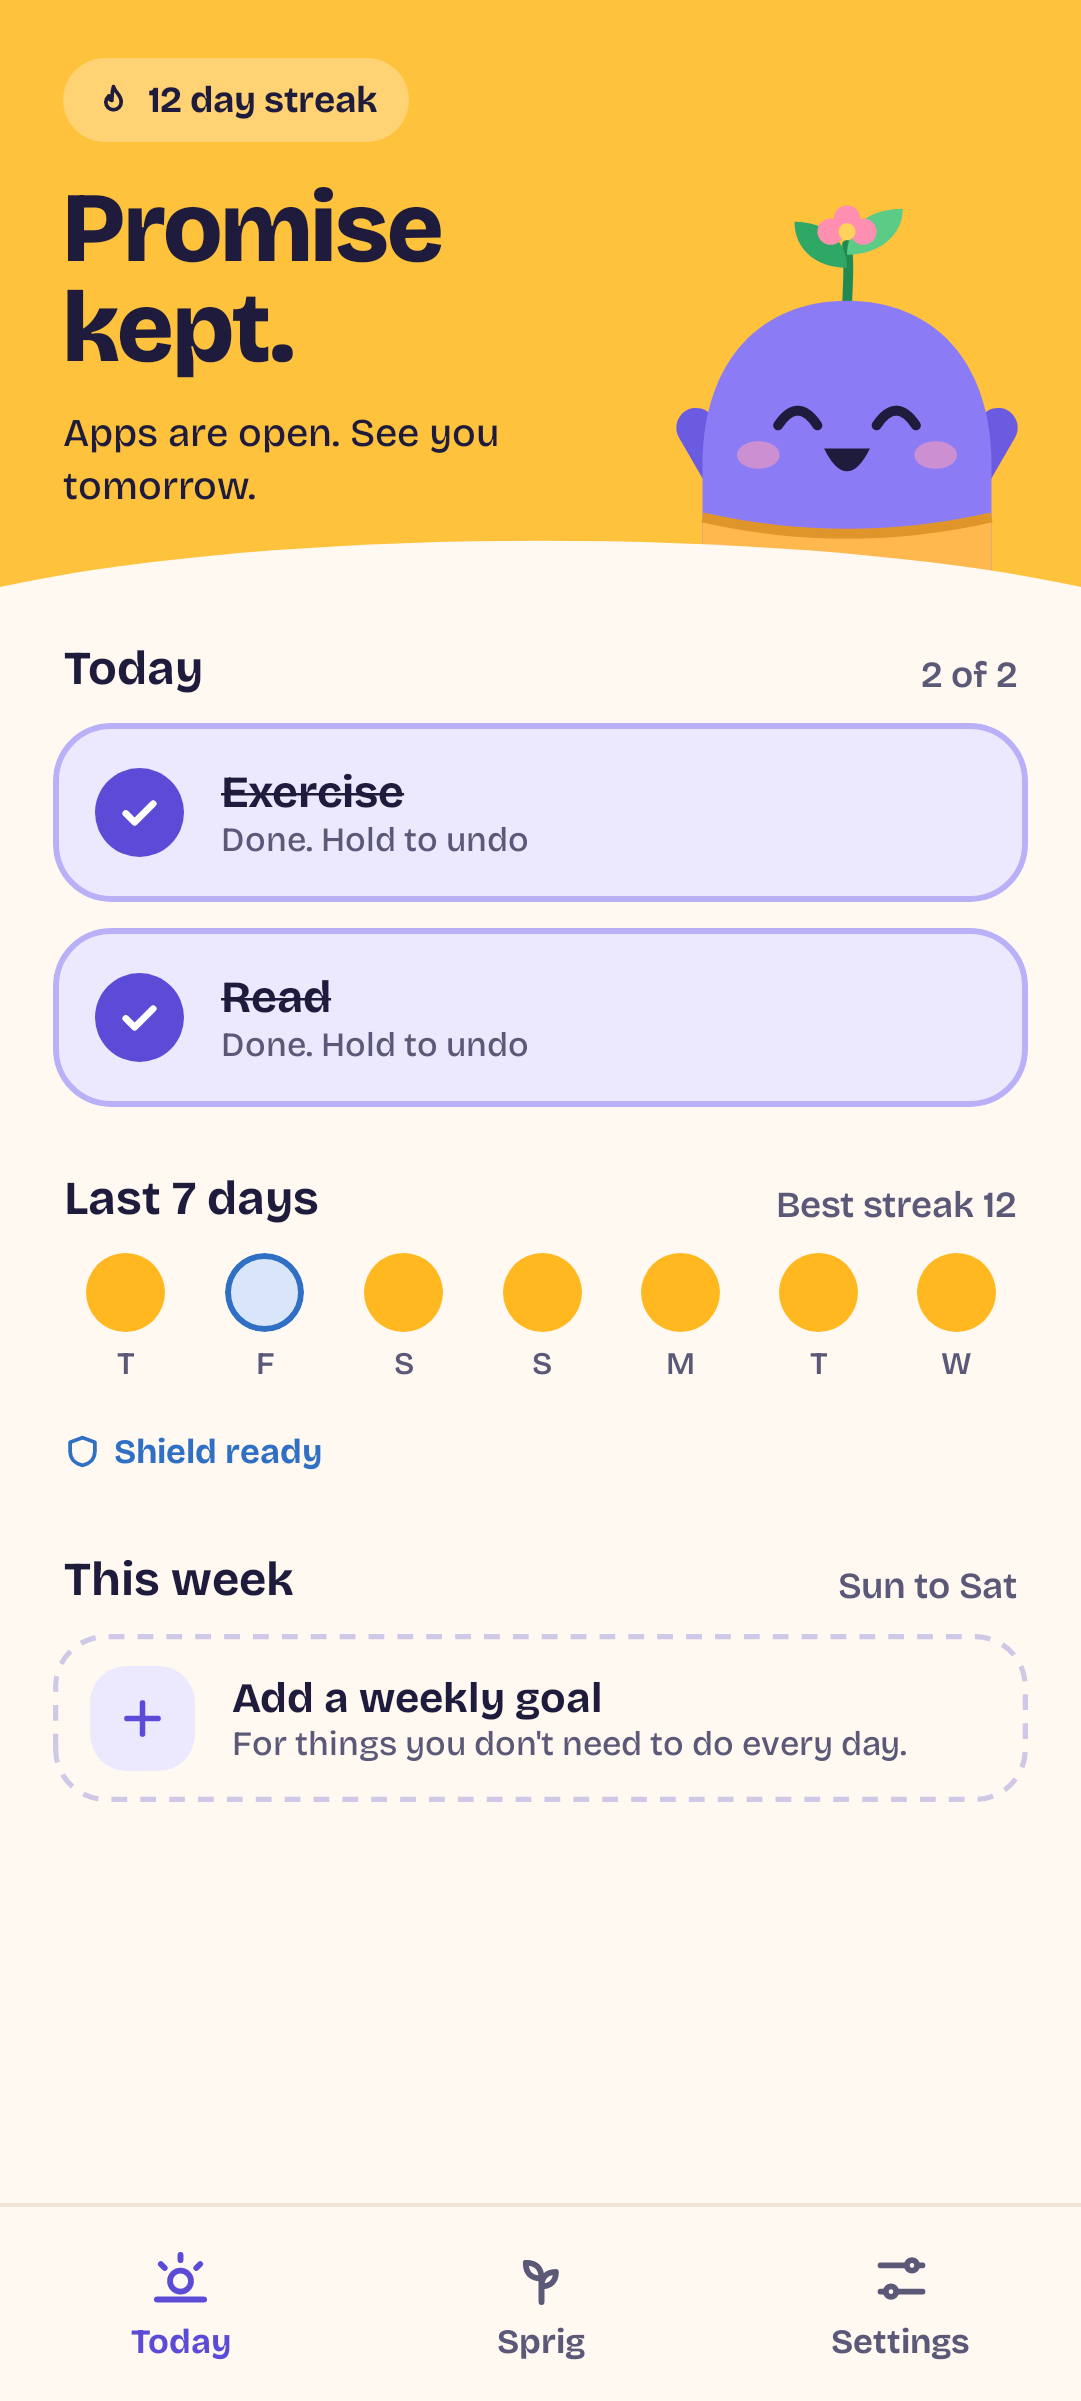 12 day streak
Promise
kept.
Apps are open. See you
tomorrow.
Today
2 of 2
Exercise
Done. Hold to undo
Read
Done. Hold to undo
Last 7 days
Best streak 12
T F S S M T W
Shield ready
This week
Sun to Sat
Add a weekly goal
For things you don't need to do every day.
Today Sprig Settings